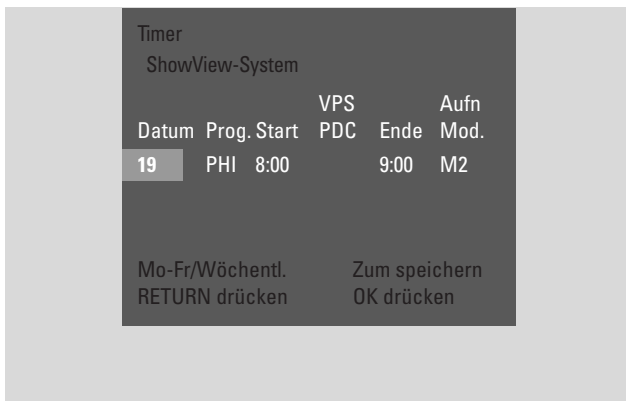 Timer
ShowView-System
VPS Aufn
Datum Prog. Start PDC Ende Mod.
19 PHI 8:00 9:00 M2
Mo-Fr/Wöchentl. Zum speichern
RETURN drücken OK drücken